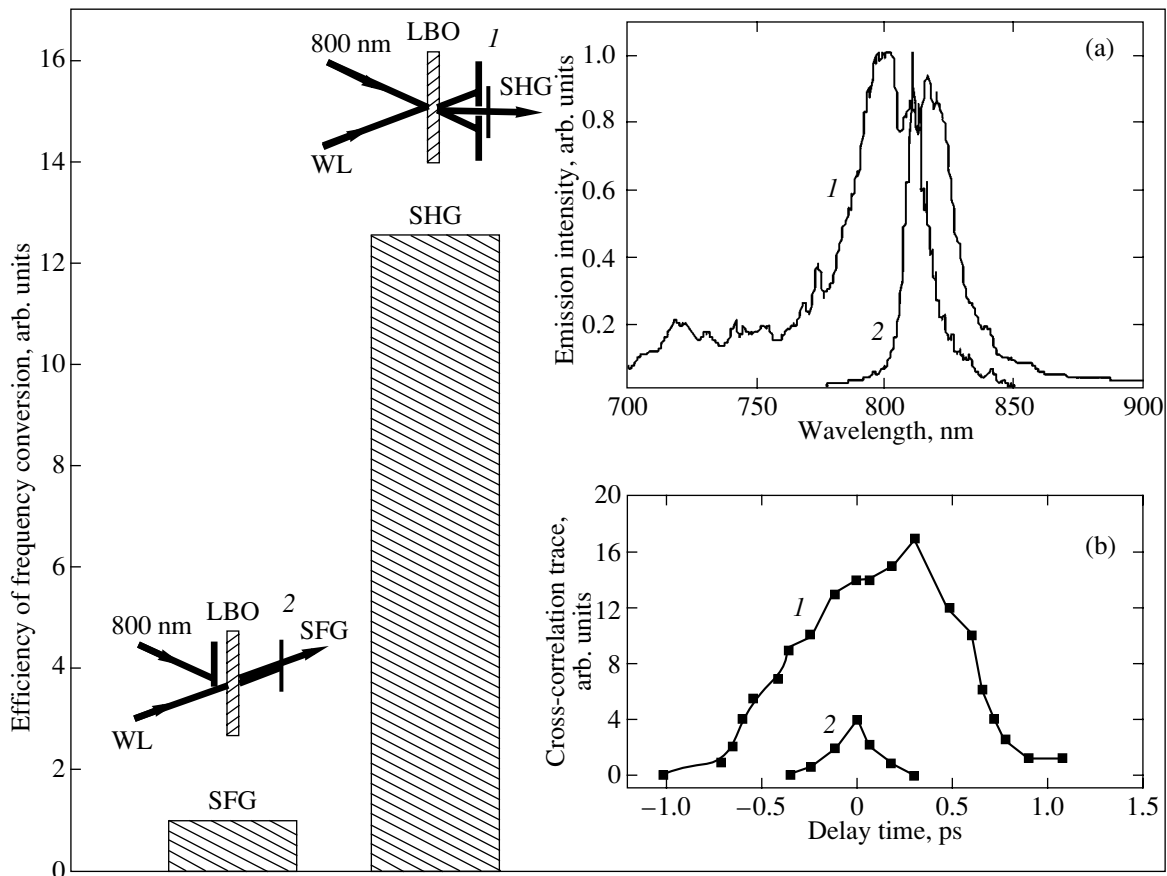 Efficiency of frequency conversion, arb. units
16
14
12
10
8
6
4
2
0
800 nm
LBO
1
SHG
WL
SHG
800 nm
LBO
2
SFG
WL
SFG
(a)
Emission intensity, arb. units
1.0
0.8
0.6
0.4
0.2
1
2
700
750
800
850
900
Wavelength, nm
(b)
Cross-correlation trace,
arb. units
20
16
12
8
4
0
1
2
–1.0
–0.5
0
0.5
1.0
1.5
Delay time, ps